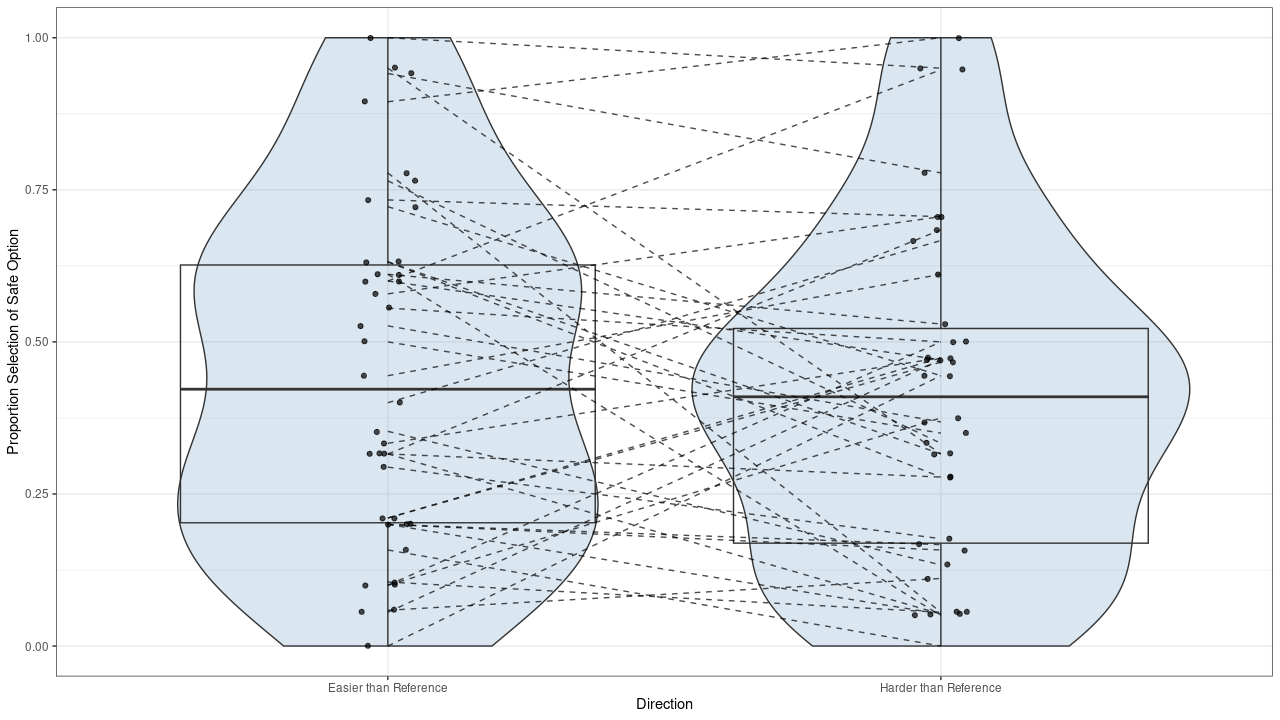 1.00
0.75
0.50
0.25
0.00
Proportion Selection of Safe Option
Easier than Reference
Harder than Reference
Direction